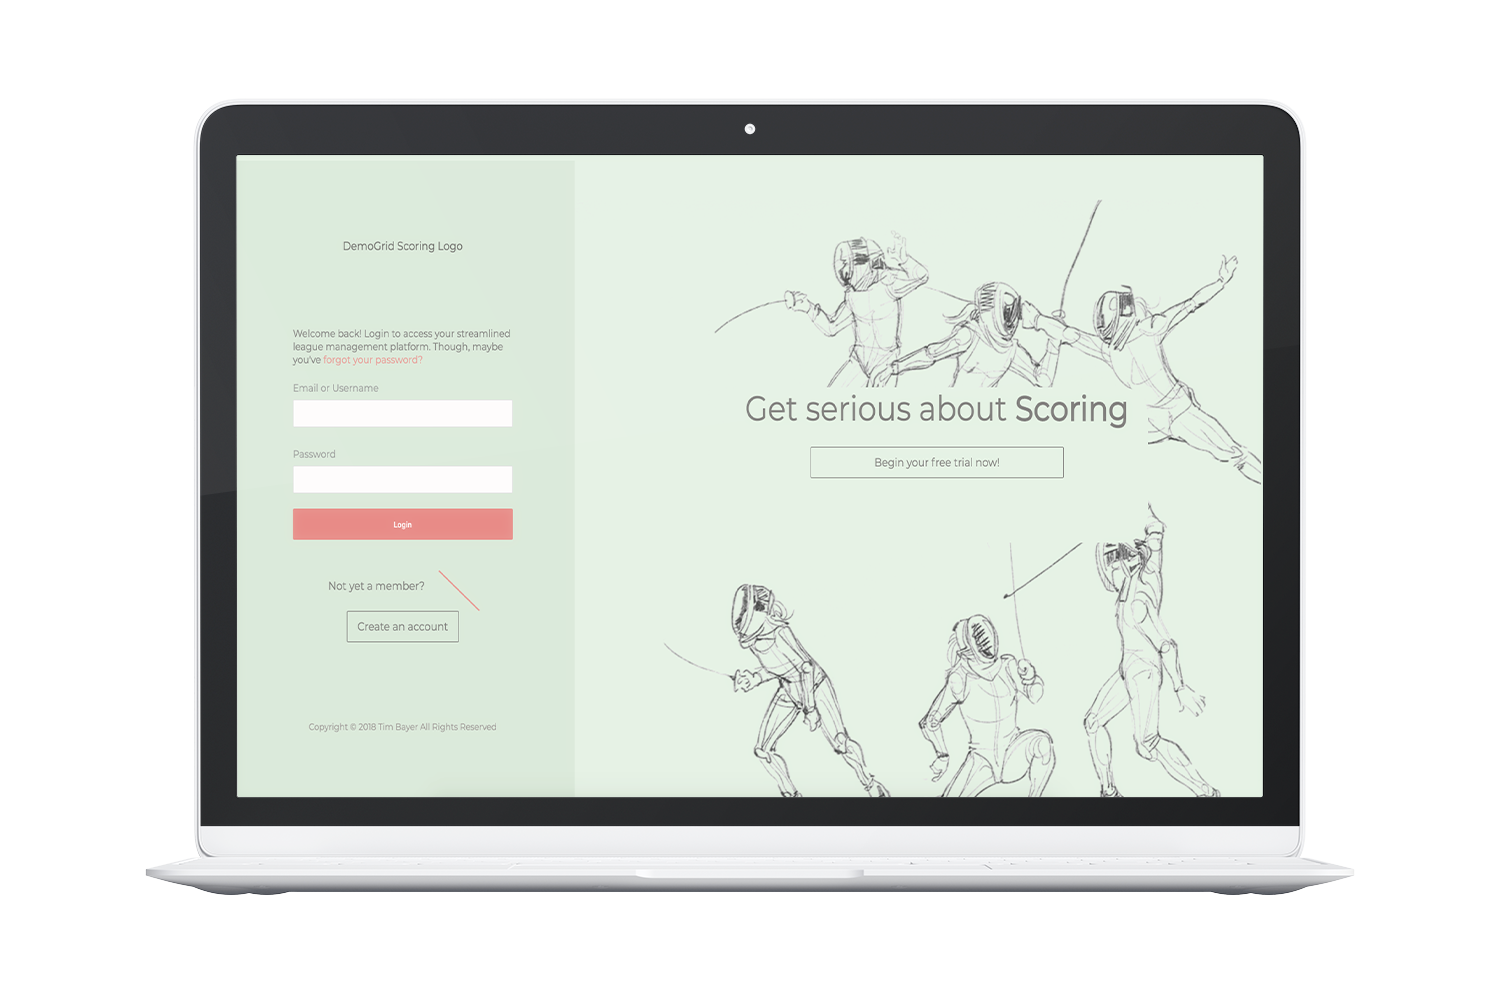 DemoGrid Scoring Logo
Welcome back! Login to access your streamlined
league management platform. Though, maybe
you've forgot your password?
Email or Username
Password
Login
Not yet a member?
Create an account
Copyright © 2018 Tim Bayer All Rights Reserved
Get serious about Scoring
Begin your free trial now!